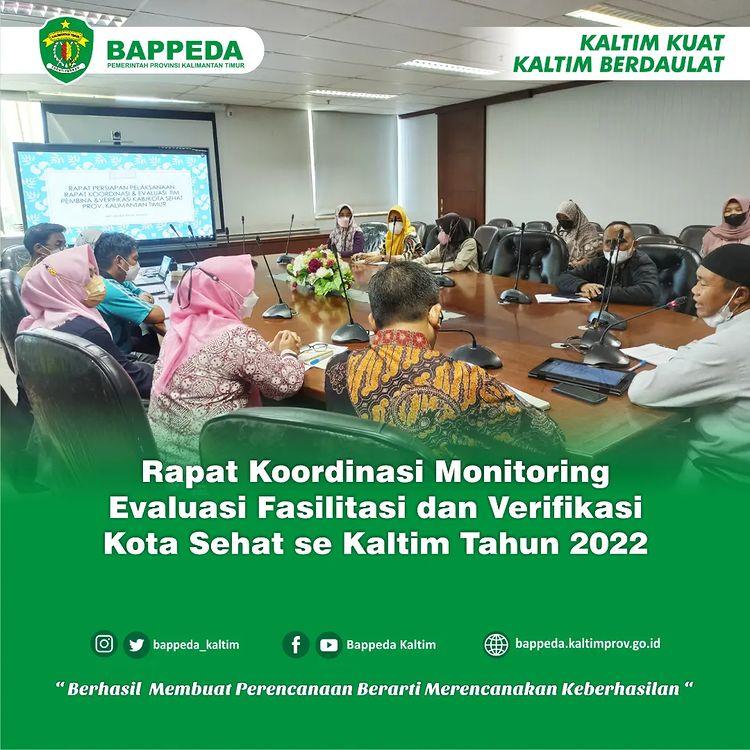 BAPPEDA
PEMERINTAH PROVINSI KALIMANTAN TIMUR
KALTIM KUAT
KALTIM BERDAULAT
RAPAT PERSIAPAN PELAKSANAAN
RAPAT KOORDINASI & EVALUASI TIM
PEMBINA &VERIFIKASI KAB/KOTA SEHAT
PROV. KALIMANTAN TIMUR
Rapat Koordinasi Monitoring
Evaluasi Fasilitasi dan Verifikasi
Kota Sehat se Kaltim Tahun 2022
bappeda_kaltim
Bappeda Kaltim
bappeda.kaltimprov.go.id
“ Berhasil Membuat Perencanaan Berarti Merencanakan Keberhasilan “